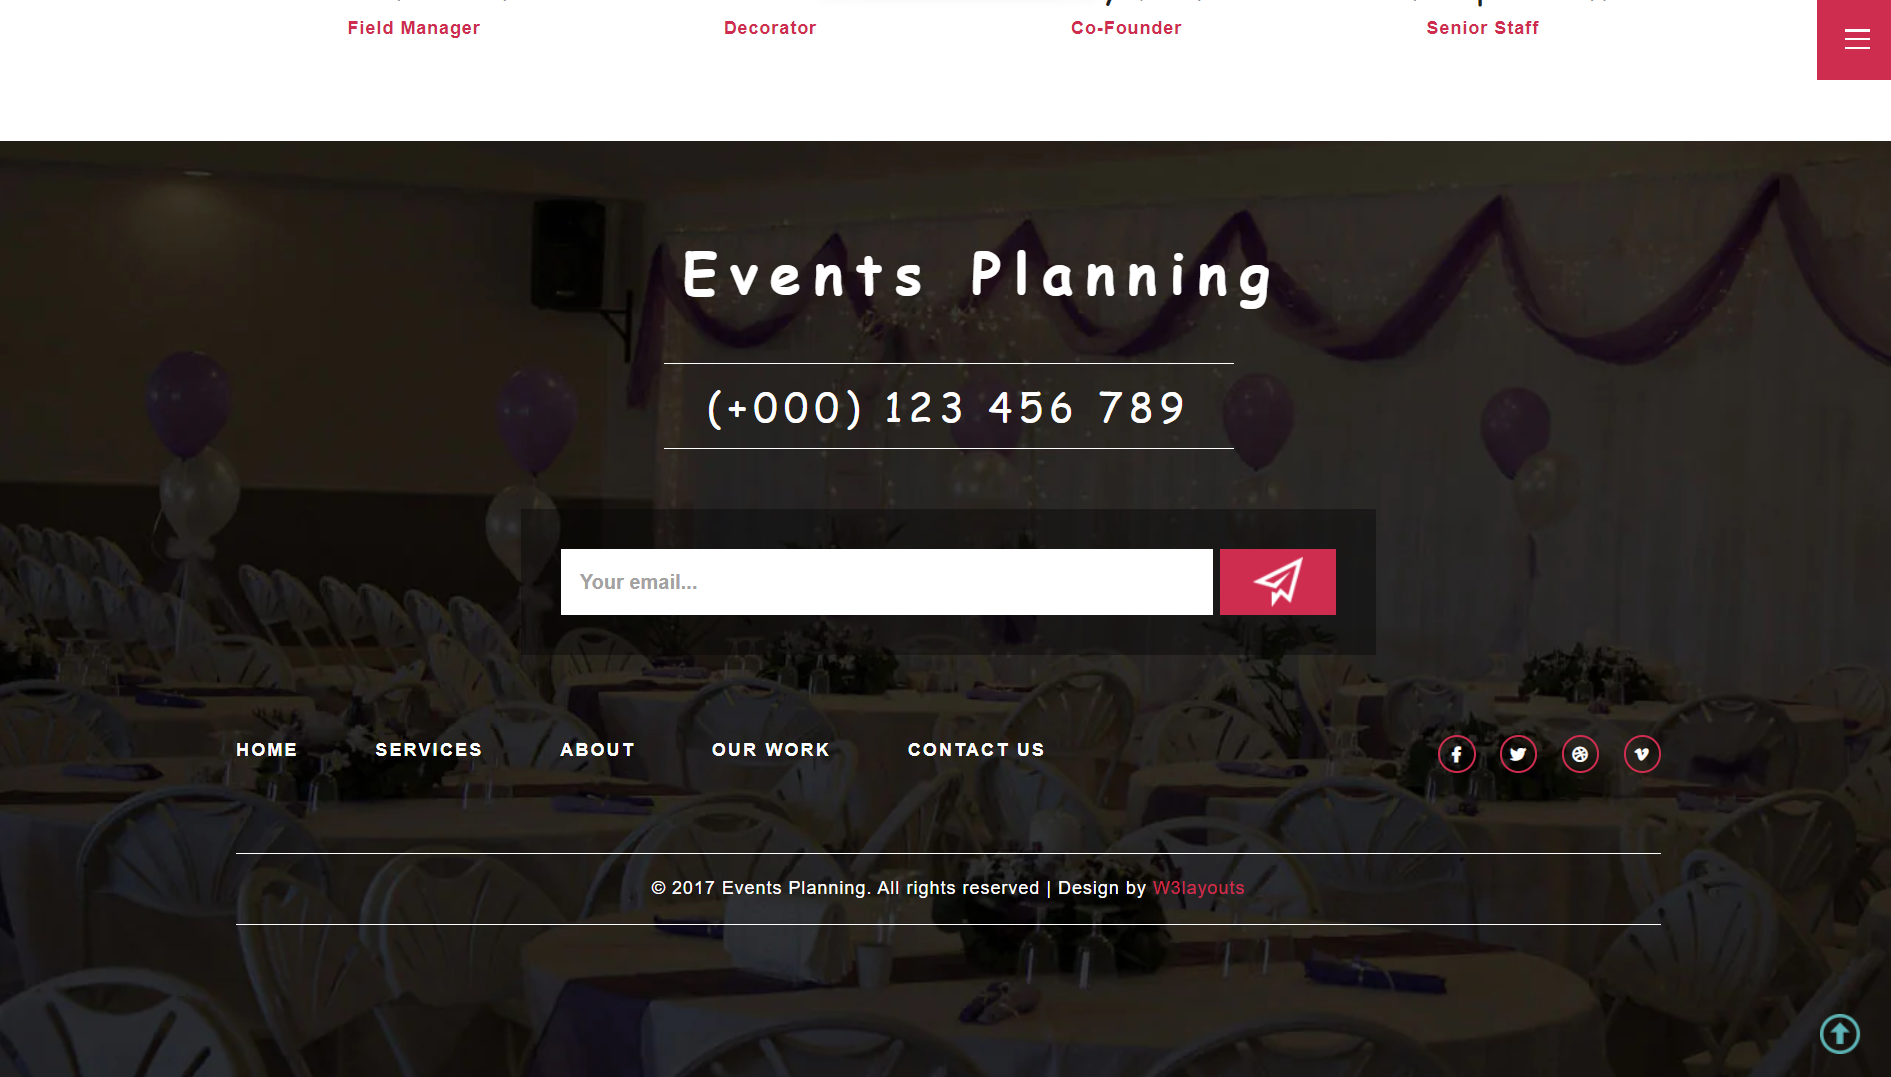 Field Manager Decorator Co-Founder Senior Staff
Events Planning
(+000) 123 456 789
Your email...
HOME SERVICES ABOUT OUR WORK CONTACT US
© 2017 Events Planning. All rights reserved | Design by W3layouts